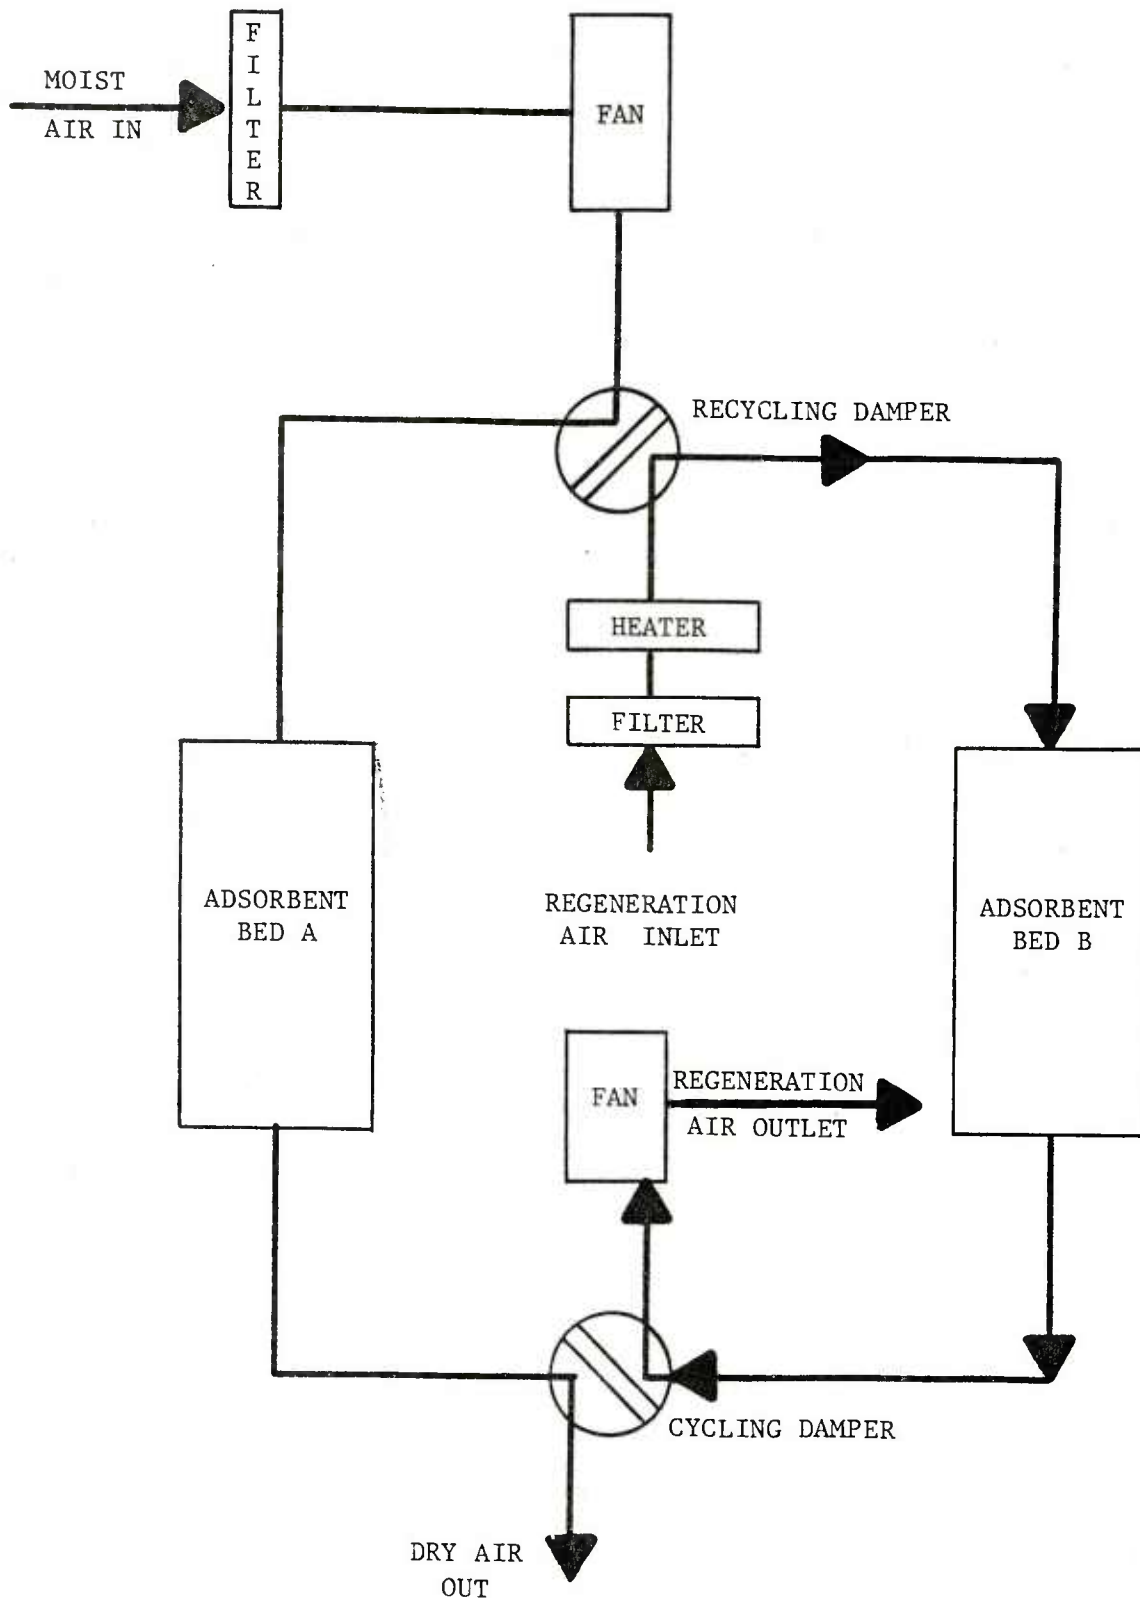 MOIST
AIR IN
FILTER
FAN
RECYCLING DAMPER
HEATER
FILTER
REGENERATION
AIR INLET
ADSORBENT
BED A
ADSORBENT
BED B
FAN
REGENERATION
AIR OUTLET
CYCLING DAMPER
DRY AIR
OUT